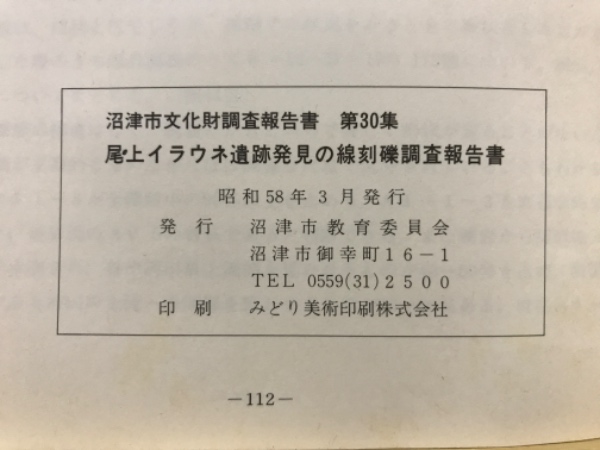 沼津市文化財調査報告書　第30集
尾・上イラウネ遺跡発見の線刻礫調査報告書
昭和58年3月発行
発行　沼津市教育委員会
沼津市御幸町16-1
TEL 0559(31)2500
印刷　みどり美術印刷株式会社
-112-